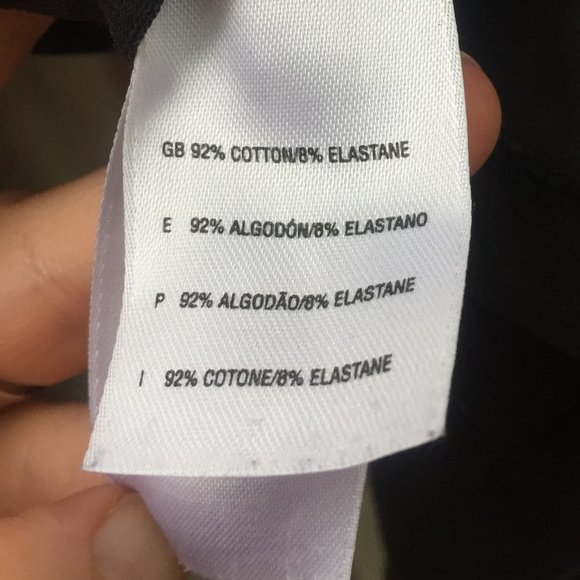 GB 92% COTTON/8% ELASTANE
E 92% ALGODÓN/8% ELASTANO
P 92% ALGODÃO/8% ELASTANE
I 92% COTONE/8% ELASTANE